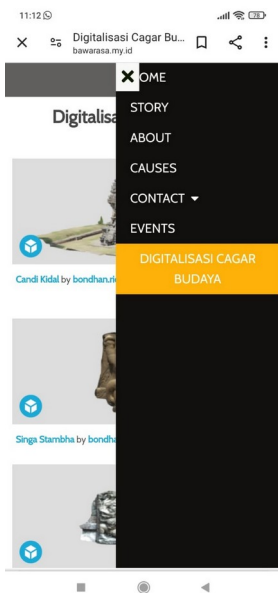 11:12
Digitalisasi Cagar Bu...
bawarasa.my.id
OME
STORY
Digitalisa
ABOUT
CAUSES
CONTACT
EVENTS
DIGITALISASI CAGAR
BUDAYA
Candi Kidal by bondhan.ri
Singa Stambha by bondha